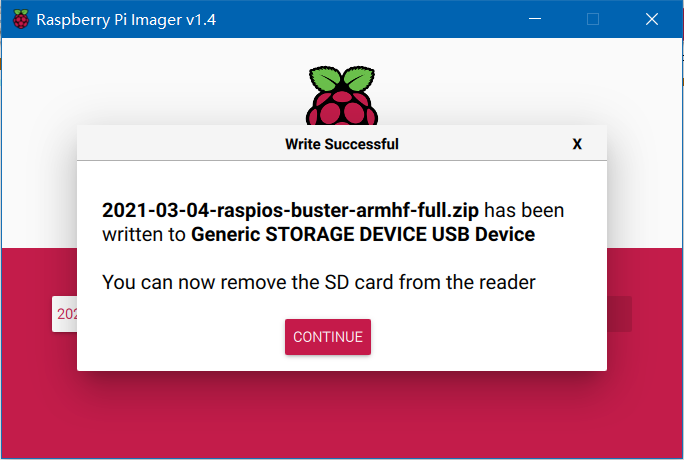 Raspberry Pi Imager v1.4
Write Successful
X
2021-03-04-raspios-buster-armhf-full.zip has been
written to Generic STORAGE DEVICE USB Device
You can now remove the SD card from the reader
202
CONTINUE